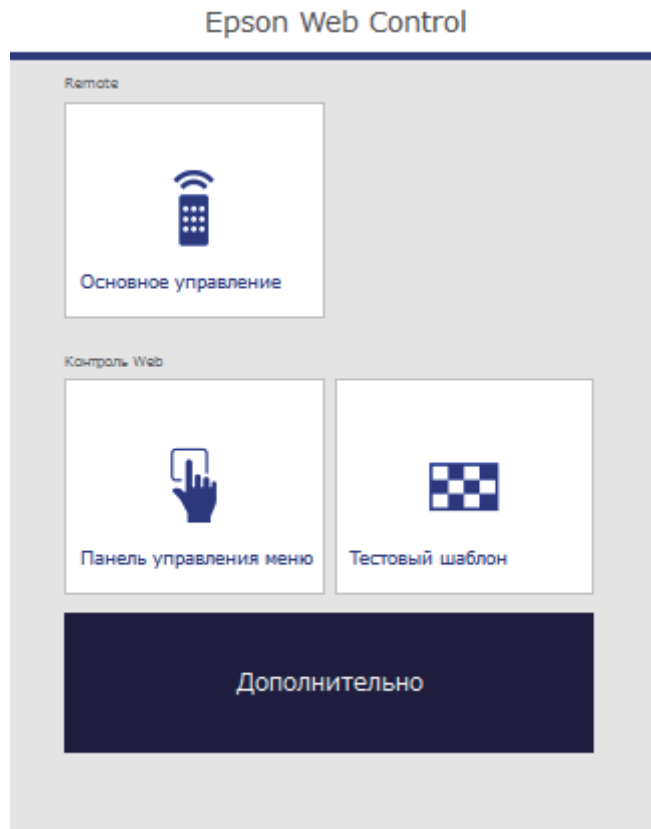 Epson Web Control
Remote
Основное управление
Контроль Web
Панель управления меню
Тестовый шаблон
Дополнительно